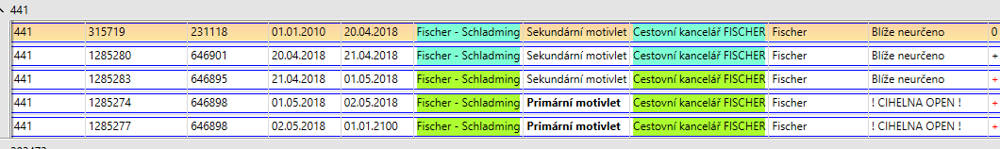 441
441 315719 231118 01.01.2010 20.04.2018 Fischer - Schladming Sekundární motivlet Cestovní kancelář FISCHER Fischer Blíže neurčeno 0
441 1285280 646901 20.04.2018 21.04.2018 Fischer - Schladming Sekundární motivlet Cestovní kancelář FISCHER Fischer Blíže neurčeno +
441 1285283 646895 21.04.2018 01.05.2018 Fischer - Schladming Sekundární motivlet Cestovní kancelář FISCHER Fischer Blíže neurčeno +
441 1285274 646898 01.05.2018 02.05.2018 Fischer - Schladming Primární motivlet Cestovní kancelář FISCHER Fischer ! CIHELNA OPEN ! +
441 1285277 646898 02.05.2018 01.01.2100 Fischer - Schladming Primární motivlet Cestovní kancelář FISCHER Fischer ! CIHELNA OPEN ! +